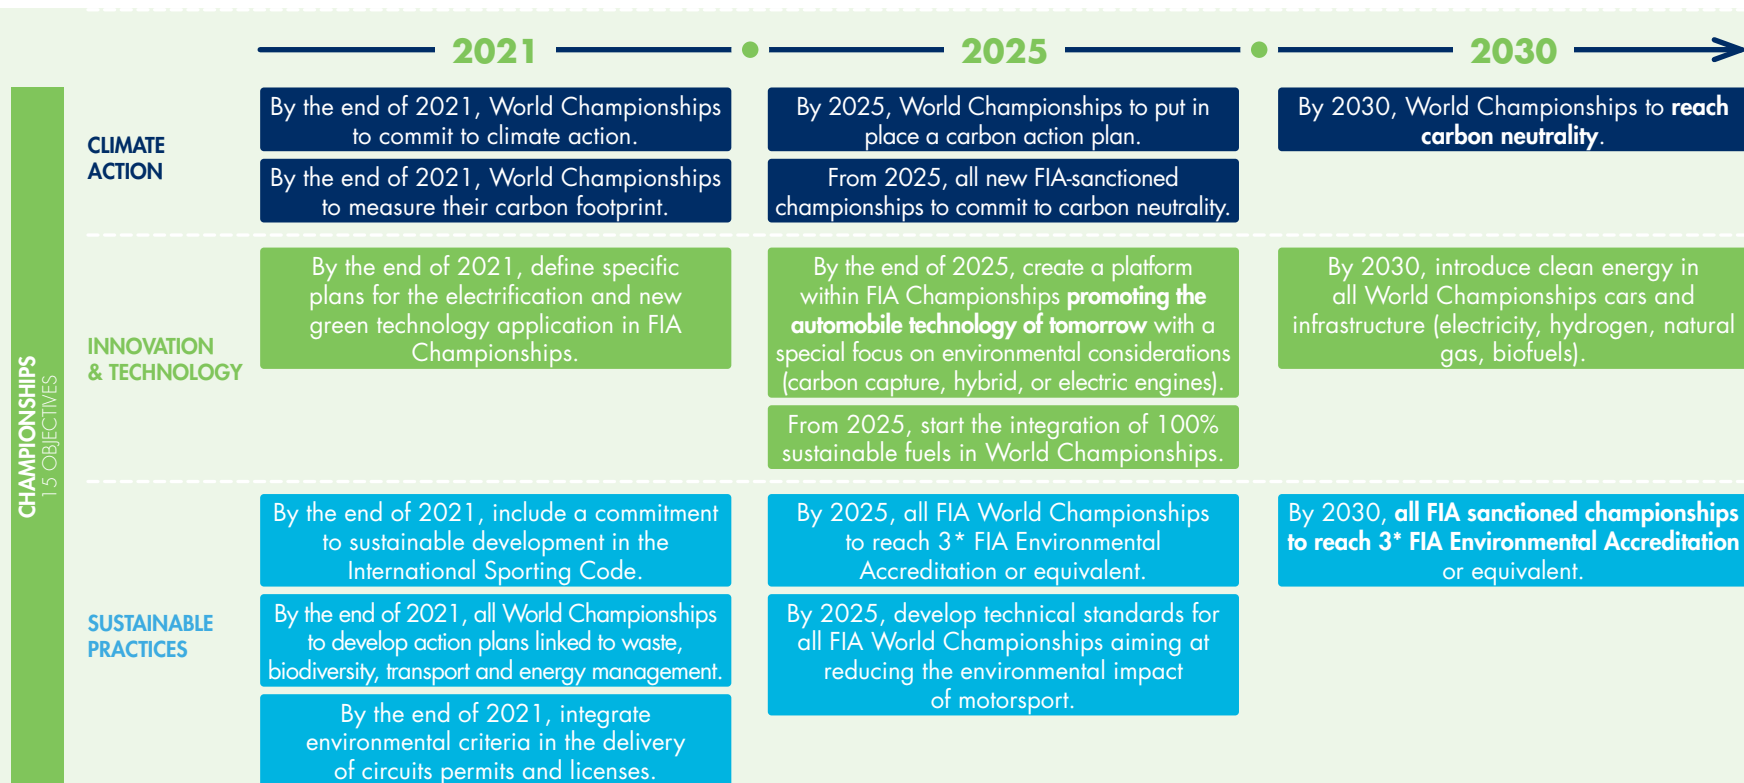 2021
2025
2030
CHAMPIONSHIPS
15 OBJECTIVES
CLIMATE
ACTION
By the end of 2021, World Championships
to commit to climate action.
By the end of 2021, World Championships
to measure their carbon footprint.
By 2025, World Championships to put in
place a carbon action plan.
From 2025, all new FIA-sanctioned
championships to commit to carbon neutrality.
By 2030, World Championships to reach
carbon neutrality.
INNOVATION
& TECHNOLOGY
By the end of 2021, define specific
plans for the electrification and new
green technology application in FIA
Championships.
By the end of 2025, create a platform
within FIA Championships promoting the
automobile technology of tomorrow with a
special focus on environmental considerations
(carbon capture, hybrid, or electric engines).
From 2025, start the integration of 100%
sustainable fuels in World Championships.
By 2030, introduce clean energy in
all World Championships cars and
infrastructure (electricity, hydrogen, natural
gas, biofuels).
SUSTAINABLE
PRACTICES
By the end of 2021, include a commitment
to sustainable development in the
International Sporting Code.
By the end of 2021, all World Championships
to develop action plans linked to waste,
biodiversity, transport and energy management.
By the end of 2021, integrate
environmental criteria in the delivery
of circuits permits and licenses.
By 2025, all FIA World Championships
to reach 3* FIA Environmental
Accreditation or equivalent.
By 2025, develop technical standards for
all FIA World Championships aiming at
reducing the environmental impact
of motorsport.
By 2030, all FIA sanctioned championships
to reach 3* FIA Environmental Accreditation
or equivalent.